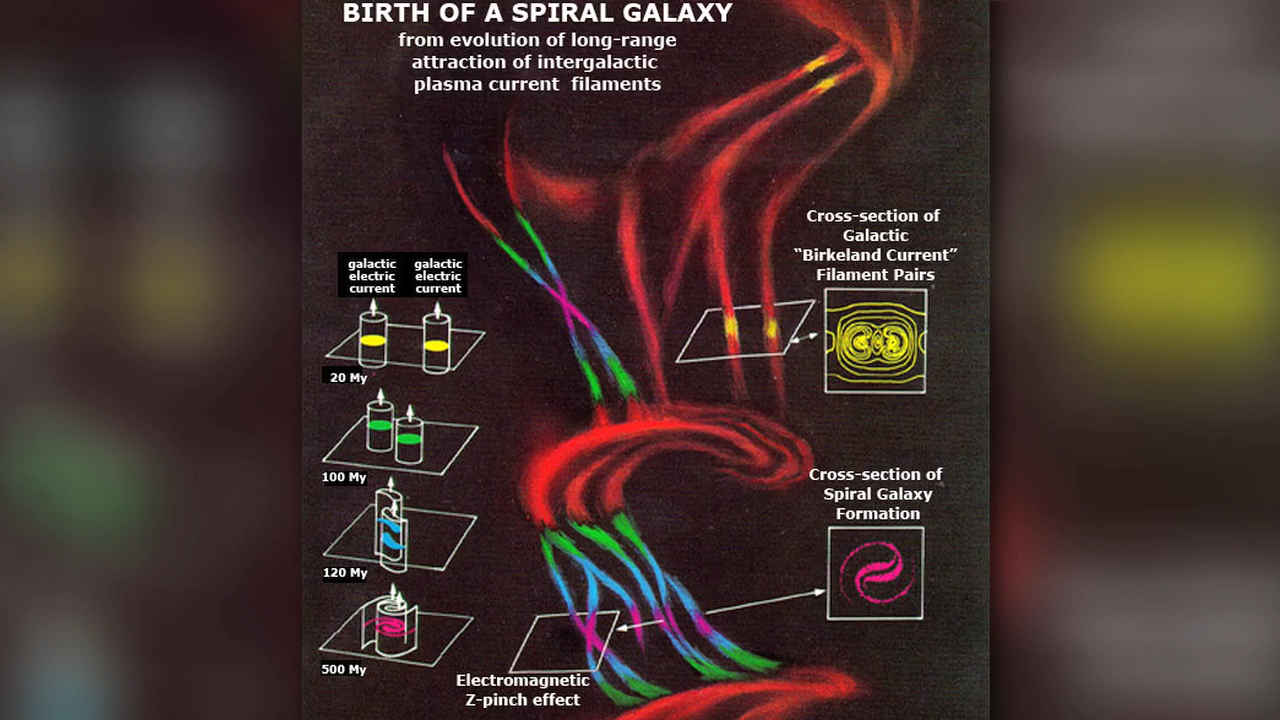 BIRTH OF A SPIRAL GALAXY
from evolution of long-range
attraction of intergalactic
plasma current filaments
Cross-section of
Galactic
“Birkeland Current”
Filament Pairs
galactic
electric
current
galactic
electric
current
20 My
100 My
Cross-section of
Spiral Galaxy
Formation
120 My
500 My
Electromagnetic
Z-pinch effect